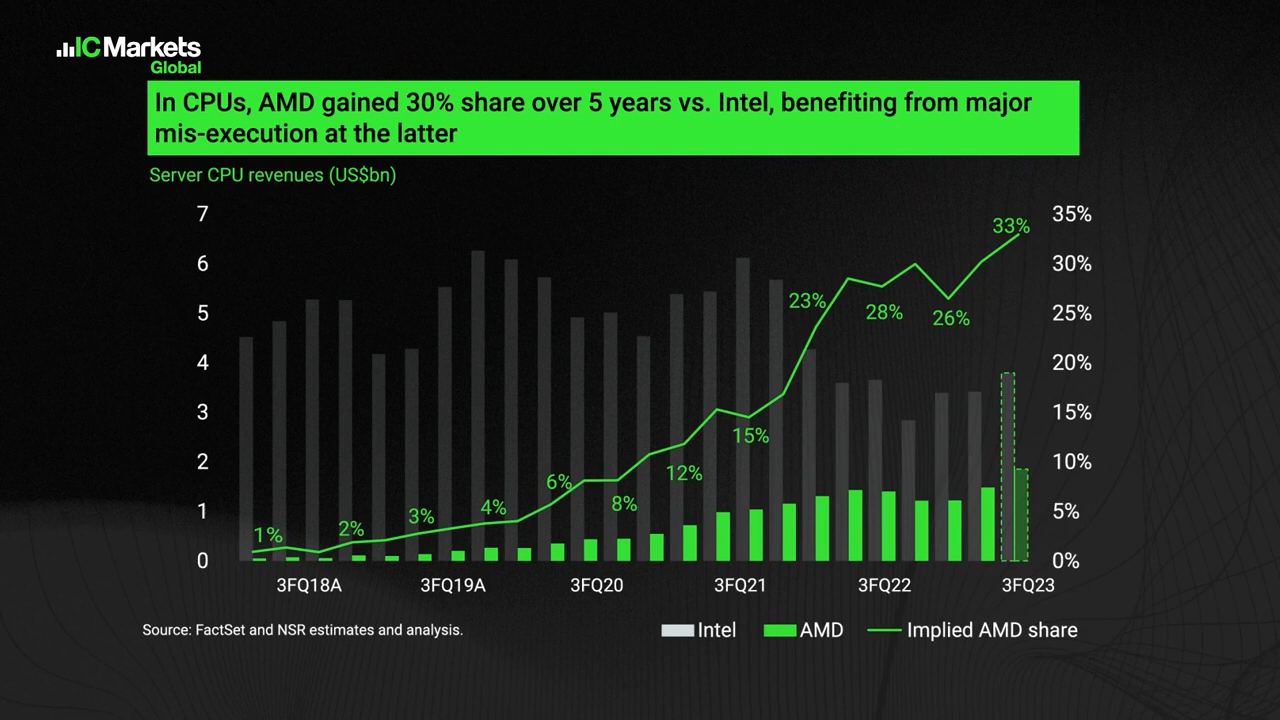 IC Markets
Global
In CPUs, AMD gained 30% share over 5 years vs. Intel, benefiting from major
mis-execution at the latter
Server CPU revenues (US$bn)
7
6
5
4
3
2
1
0
35%
30%
25%
20%
15%
10%
5%
0%
1%
2%
3%
4%
6%
8%
12%
15%
23%
28%
26%
33%
3FQ18A
3FQ19A
3FQ20
3FQ21
3FQ22
3FQ23
Source: FactSet and NSR estimates and analysis.
Intel
AMD
Implied AMD share